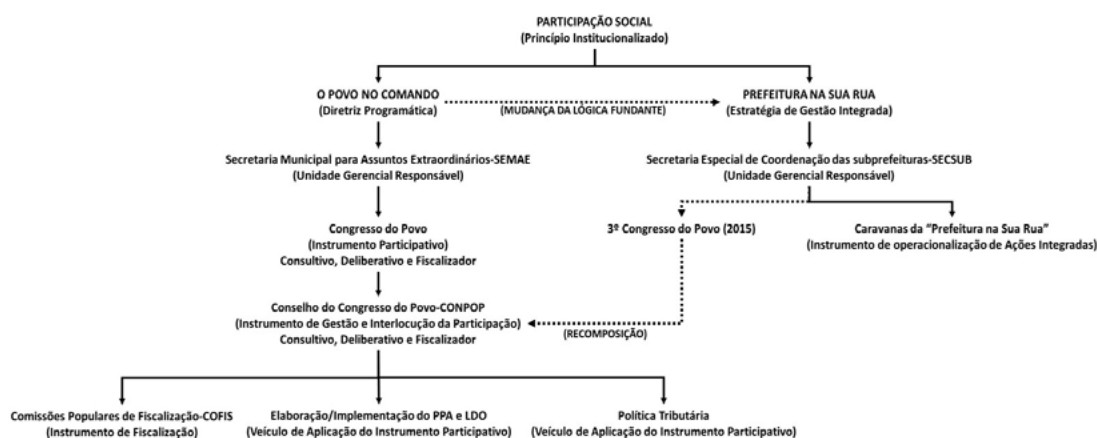 PARTICIPAÇÃO SOCIAL
(Princípio Institucionalizado)
O POVO NO COMANDO
(Diretriz Programática)
(MUDANÇA DA LÓGICA FUNDANTE)
PREFEITURA NA SUA RUA
(Estratégia de Gestão Integrada)
Secretaria Municipal para Assuntos Extraordinários-SEMAE
(Unidade Gerencial Responsável)
Secretaria Especial de Coordenação das subprefeituras-SECSUB
(Unidade Gerencial Responsável)
Congresso do Povo
(Instrumento Participativo)
Consultivo, Deliberativo e Fiscalizador
3º Congresso do Povo (2015)
Caravanas da "Prefeitura na Sua Rua"
(Instrumento de operacionalização de Ações Integradas)
Conselho do Congresso do Povo-CONPOP
(Instrumento de Gestão e Interlocução da Participação)
Consultivo, Deliberativo e Fiscalizador
(RECOMPOSIÇÃO)
Comissões Populares de Fiscalização-COFIS
(Instrumento de Fiscalização)
Elaboração/Implementação do PPA e LDO
(Veículo de Aplicação do Instrumento Participativo)
Política Tributária
(Veículo de Aplicação do Instrumento Participativo)